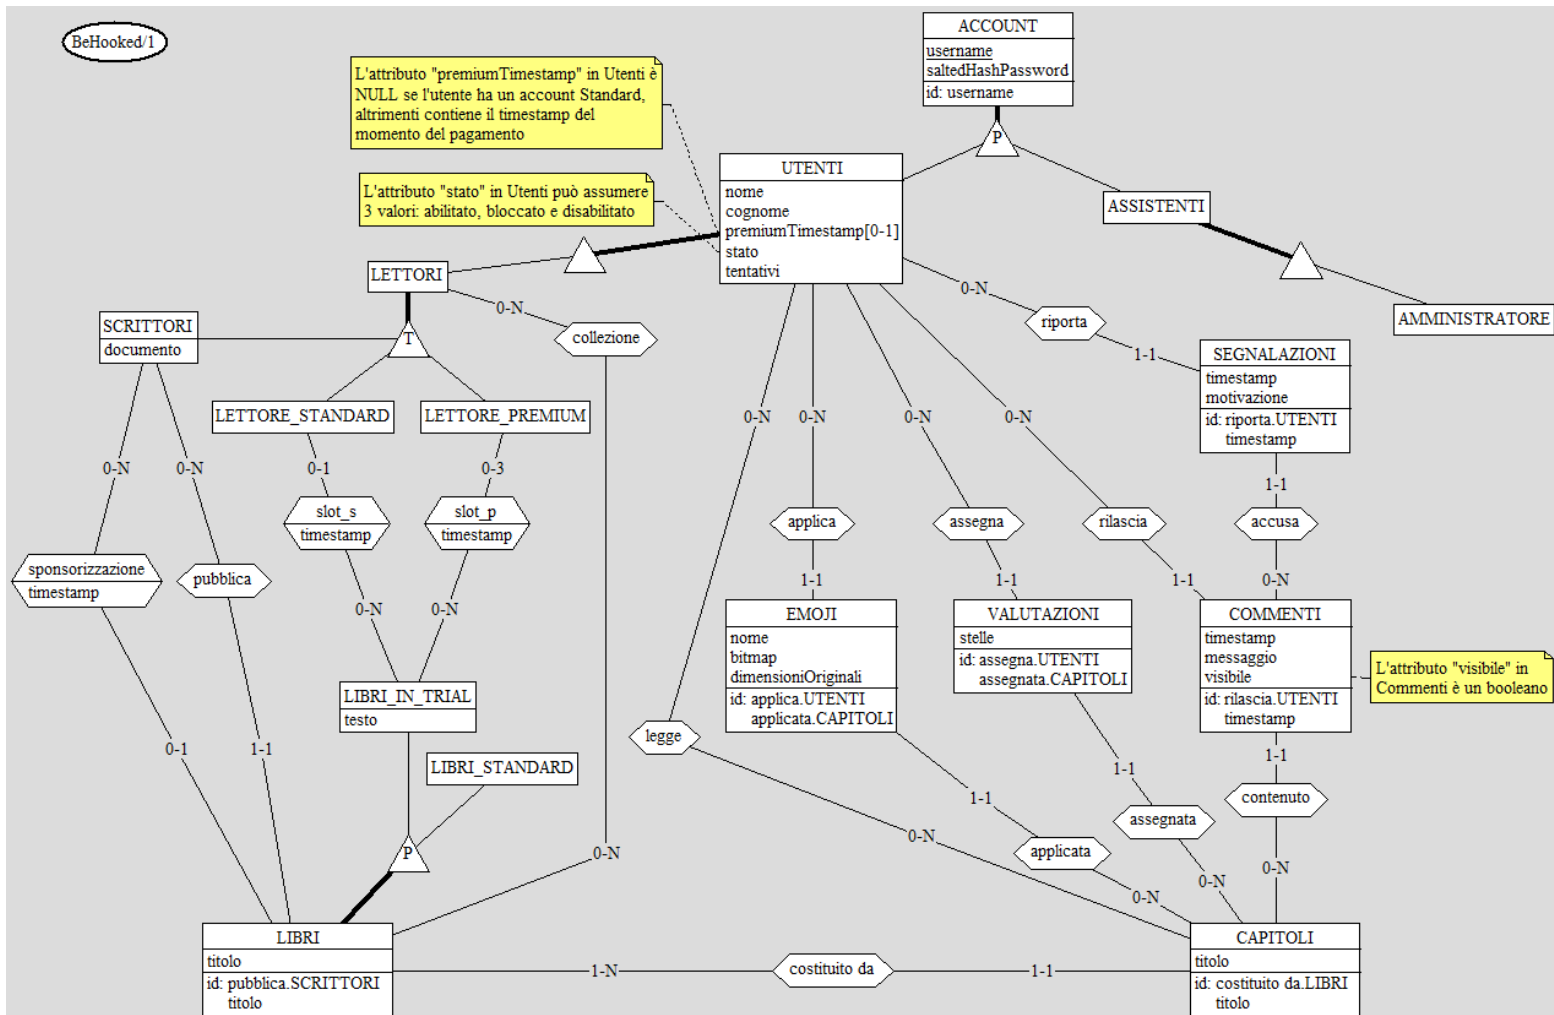 BeHooked/1
ACCOUNT
username
saltedHashPassword
id: username
P
L'attributo "premiumTimestamp" in Utenti è
NULL se l'utente ha un account Standard,
altrimenti contiene il timestamp del
momento del pagamento
L'attributo "stato" in Utenti può assumere
3 valori: abilitato, bloccato e disabilitato
UTENTI
nome
cognome
premiumTimestamp[0-1]
stato
tentativi
ASSISTENTI
AMMINISTRATORE
LETTORI
0-N
collezione
SCRITTORI
documento
T
LETTORE_STANDARD
LETTORE_PREMIUM
0-N
riporta
1-1
SEGNALAZIONI
timestamp
motivazione
id: riporta.UTENTI
timestamp
0-N
0-N
0-1
0-3
0-N
0-N
0-N
0-N
1-1
slot_s
timestamp
slot_p
timestamp
applica
assegna
rilascia
accusa
sponsorizzazione
timestamp
pubblica
0-N
0-N
1-1
1-1
1-1
0-N
EMOJI
nome
bitmap
dimensioniOriginali
id: applica.UTENTI
applicata.CAPITOLI
VALUTAZIONI
stelle
id: assegna.UTENTI
assegnata.CAPITOLI
COMMENTI
timestamp
messaggio
visibile
id: rilascia.UTENTI
timestamp
L'attributo "visibile" in
Commenti è un booleano
LIBRI_IN_TRIAL
testo
LIBRI_STANDARD
legge
0-1
1-1
1-1
1-1
1-1
contenuto
assegnata
applicata
P
0-N
0-N
0-N
0-N
0-N
LIBRI
titolo
id: pubblica.SCRITTORI
titolo
1-N
costituito da
1-1
CAPITOLI
titolo
id: costituito da.LIBRI
titolo